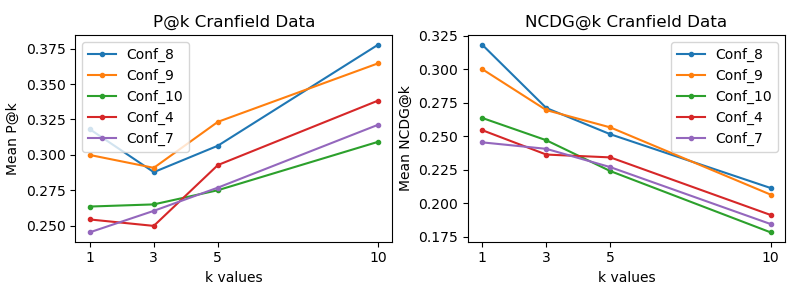 P@k Cranfield Data
0.375
0.350
0.325
0.300
0.275
0.250
Mean P@k
Conf_8
Conf_9
Conf_10
Conf_4
Conf_7
1
3
5
10
k values
NCDG@k Cranfield Data
0.325
0.300
0.275
0.250
0.225
0.200
0.175
Mean NCDG@k
Conf_8
Conf_9
Conf_10
Conf_4
Conf_7
1
3
5
10
k values